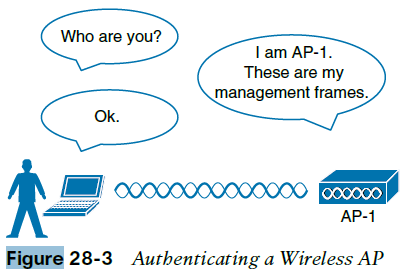 Who are you?
I am AP-1.
These are my
management frames.
Ok.
AP-1
Figure 28-3 Authenticating a Wireless AP